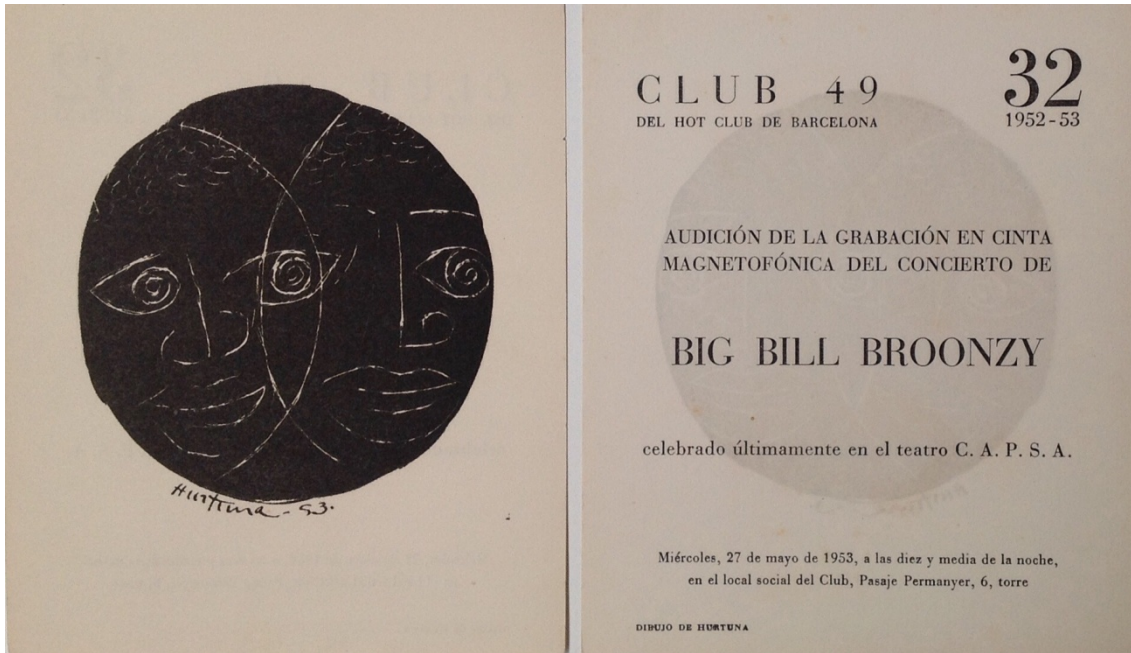 Hurtuna - 53.
CLUB 49
DEL HOT CLUB DE BARCELONA
32
1952-53
AUDICIÓN DE LA GRABACIÓN EN CINTA
MAGNETOFÓNICA DEL CONCIERTO DE
BIG BILL BROONZY
celebrado últimamente en el teatro C. A. P. S. A.
Miércoles, 27 de mayo de 1953, a las diez y media de la noche,
en el local social del Club, Pasaje Permanyer, 6, torre
DIBUJO DE HURTUNA